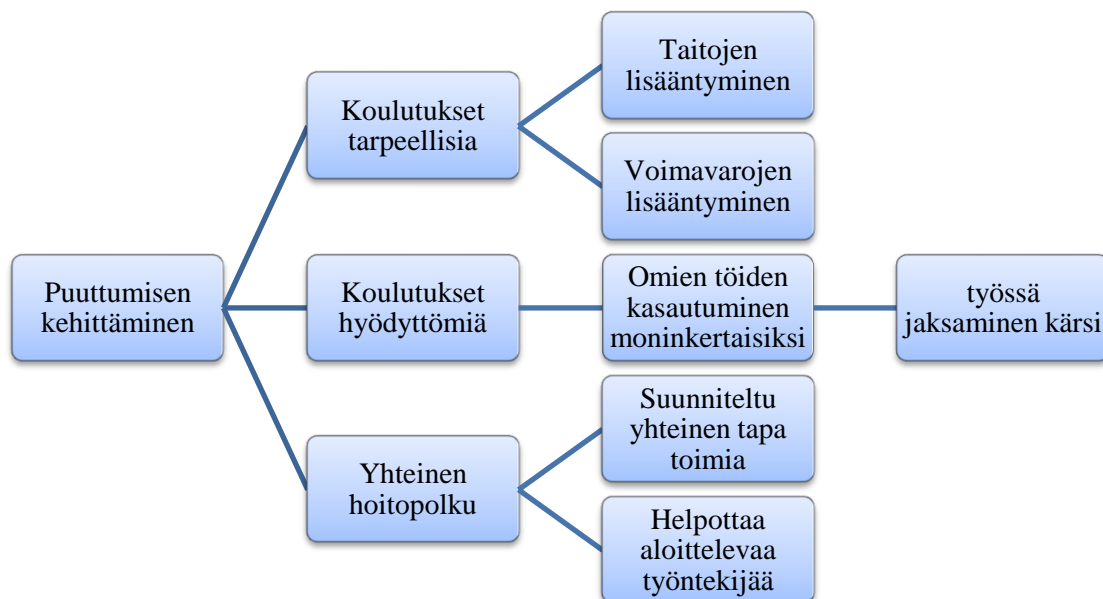 Puuttumisen
kehittäminen
Koulutukset
tarpeellisia
Taitojen
lisääntyminen
Voimavarojen
lisääntyminen
Koulutukset
hyödyttömiä
Omien töiden
kasautuminen
moninkertaisiksi
työssä
jaksaminen kärsi
Yhteinen
hoitopolku
Suunniteltu
yhteinen tapa
toimia
Helpottaa
aloittelevaa
työntekijää